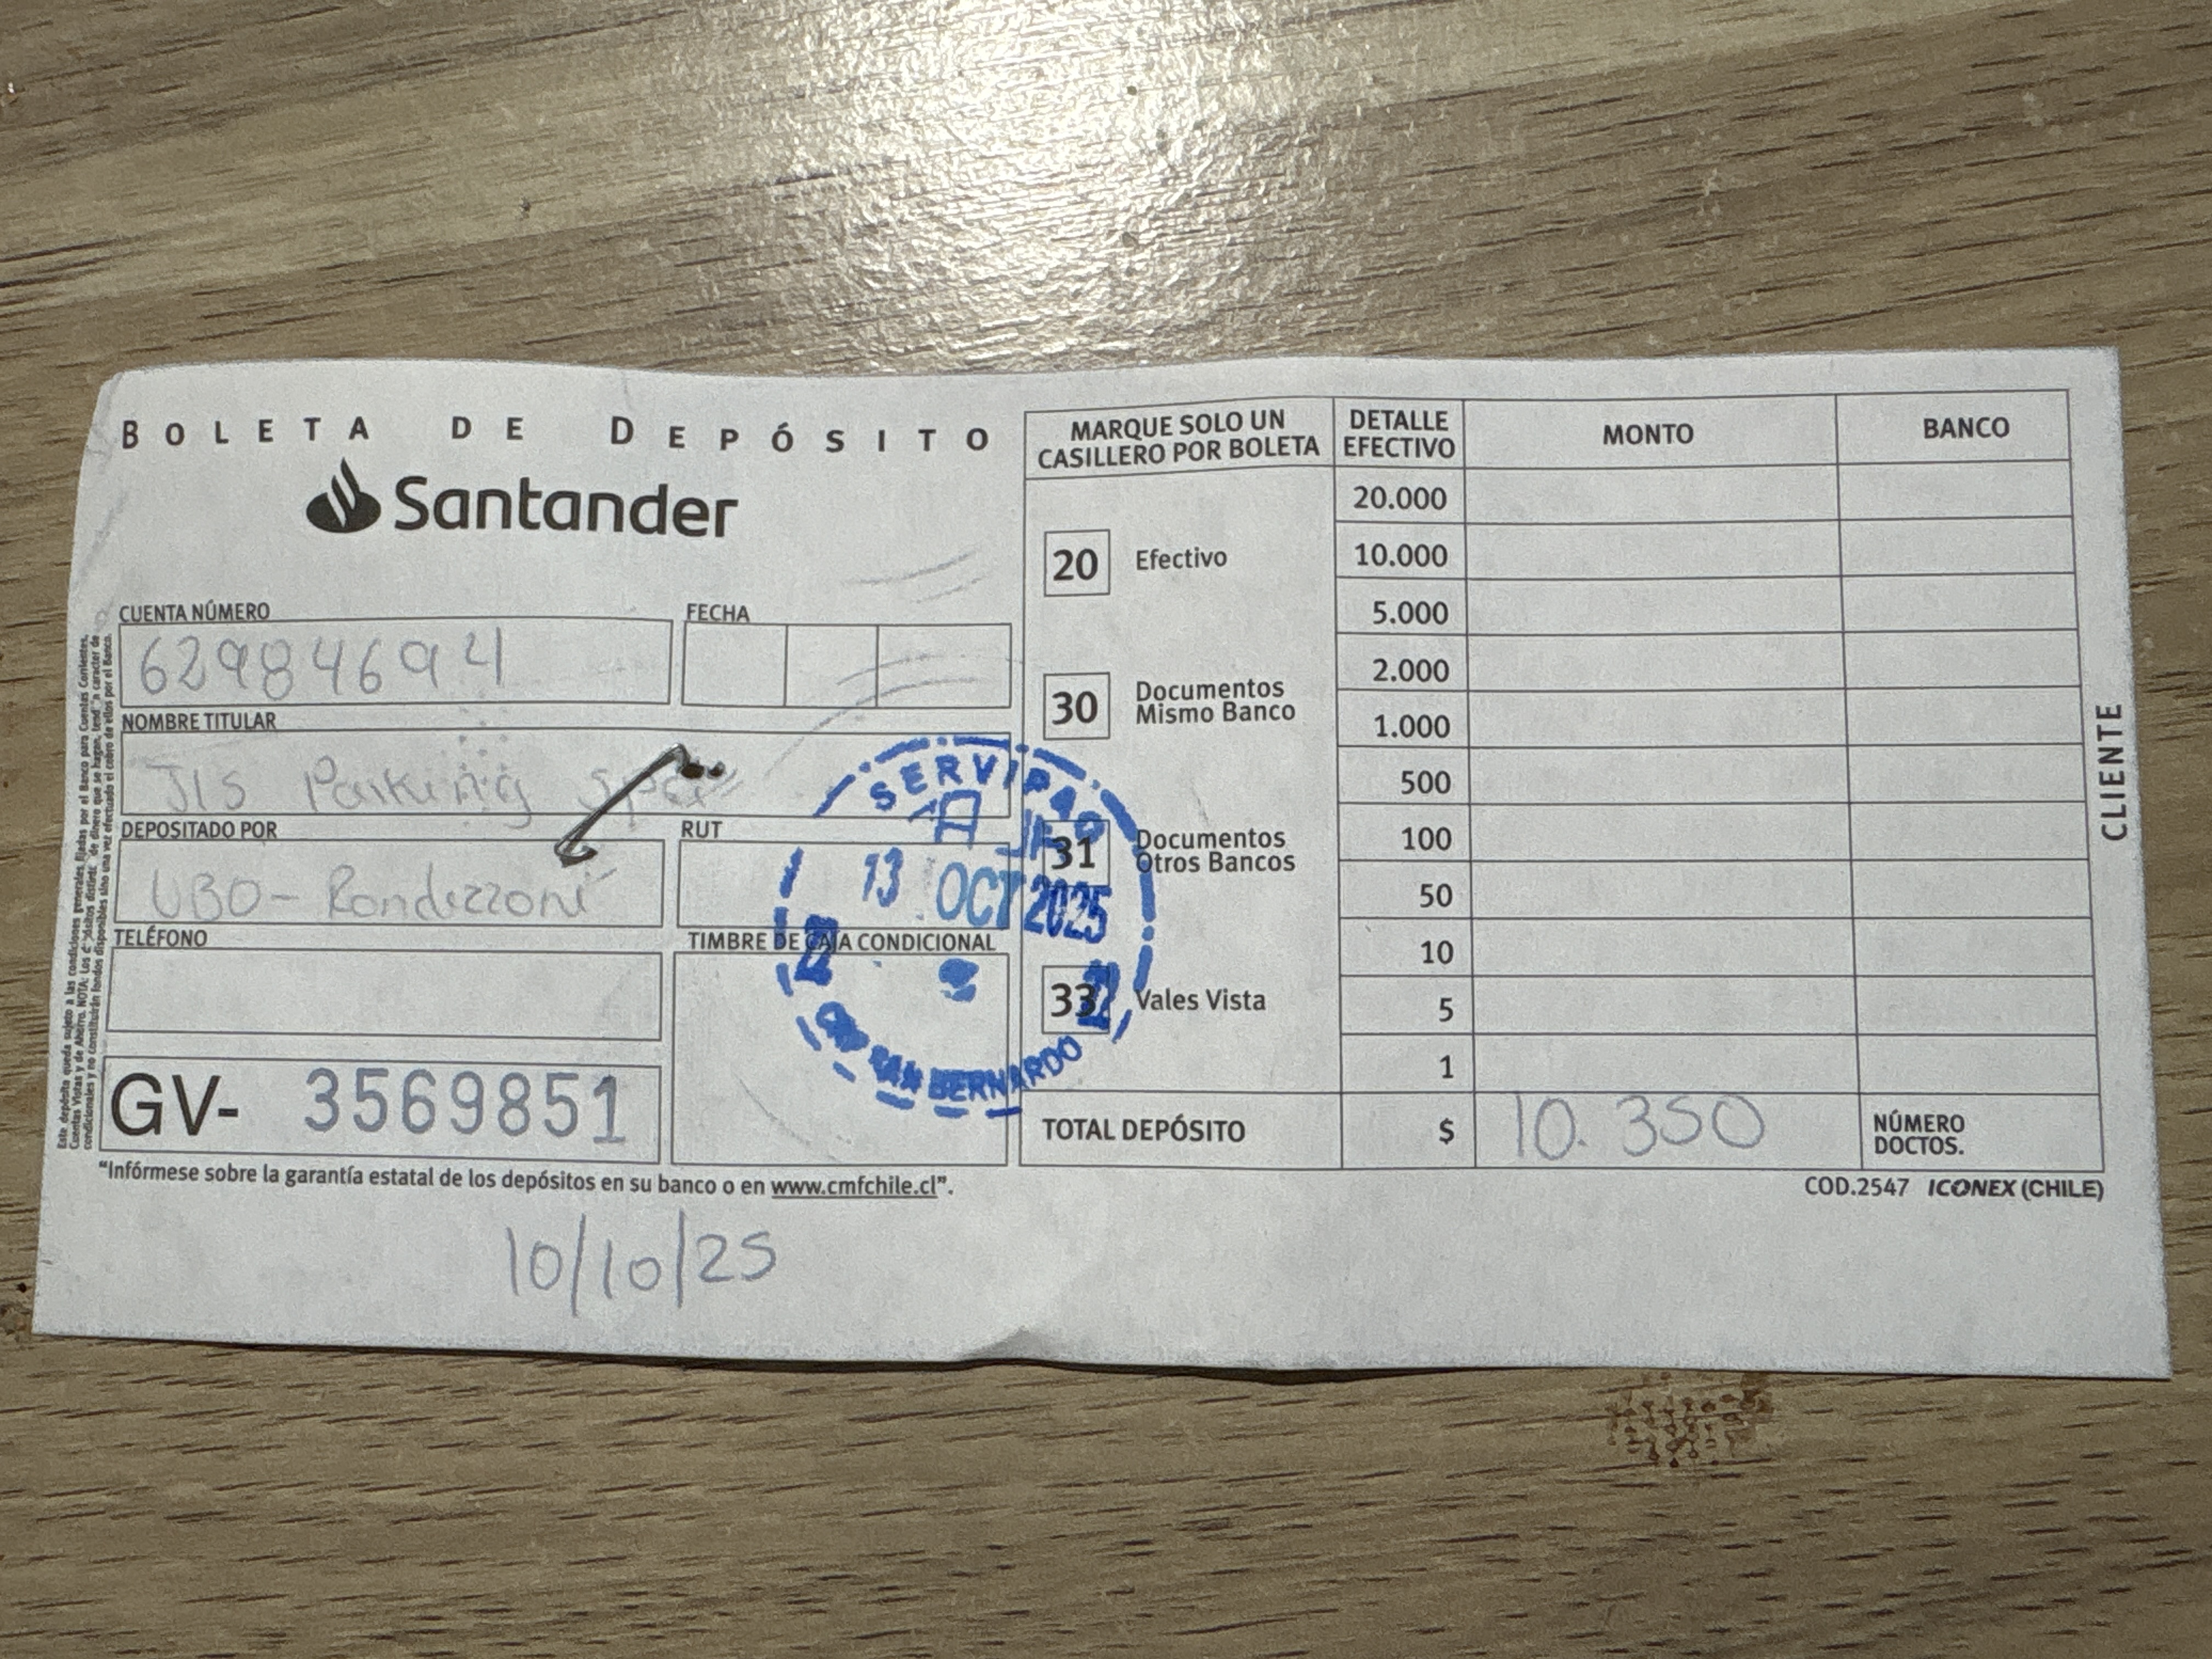 BOLETA DE DEPÓSITO
Santander
CUENTA NÚMERO
62984694
FECHA
NOMBRE TITULAR
JIS Parking spa
DEPOSITADO POR
UBO - Rondizzoni
RUT
TELÉFONO
TIMBRE DE CAJA CONDICIONAL
GV- 3569851
"Infórmese sobre la garantía estatal de los depósitos en su banco o en www.cmfchile.cl".
10/10/25
SERVIPAG
13 OCT 2025
SAN BERNARDO
MARQUE SOLO UN
CASILLERO POR BOLETA
20 Efectivo
30 Documentos
Mismo Banco
31 Documentos
Otros Bancos
33 Vales Vista
DETALLE
EFECTIVO
MONTO
BANCO
20.000
10.000
5.000
2.000
1.000
500
100
50
10
5
1
TOTAL DEPÓSITO $ 10.350
NÚMERO
DOCTOS.
COD.2547 ICONEX (CHILE)
CLIENTE